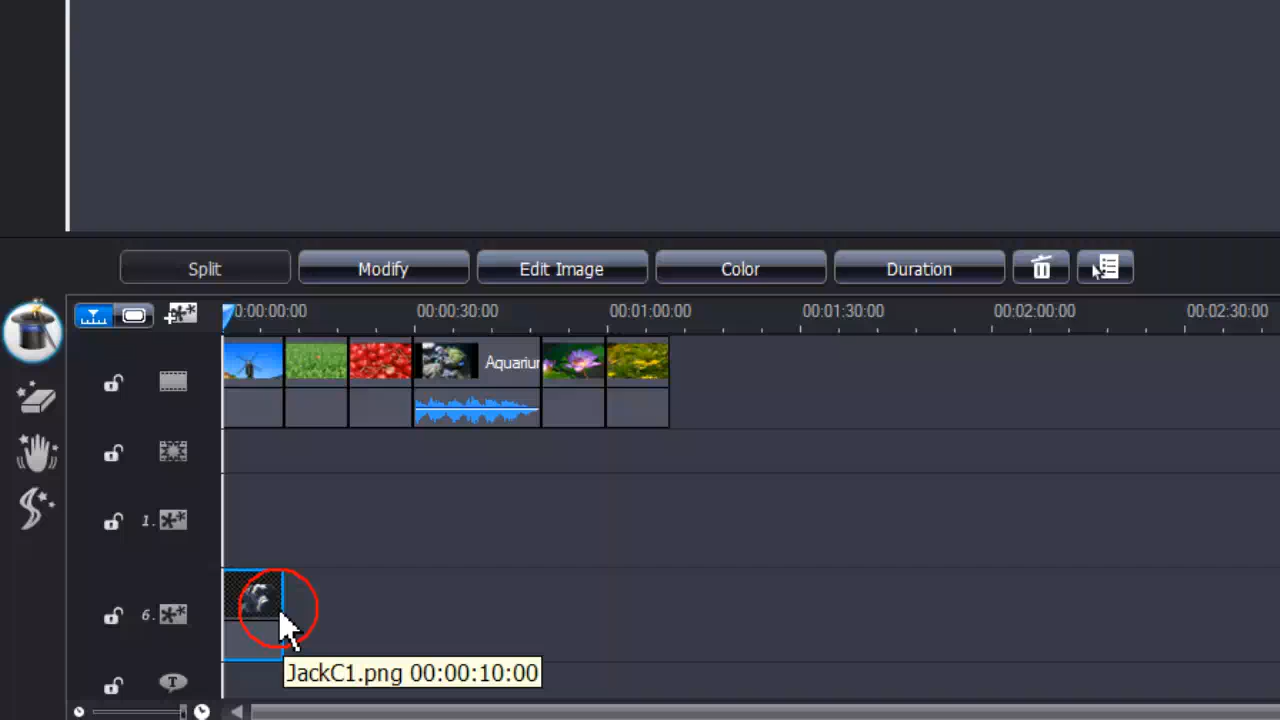 Split Modify Edit Image Color Duration
0:00:00:00 00:00:30:00 00:01:00:00 00:01:30:00 00:02:00:00 00:02:30:00
Aquariu
1.
6.
T
JackC1.png 00:00:10:00